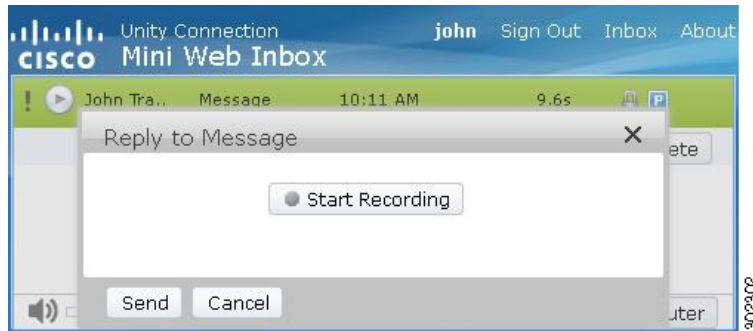 Unity Connection
john Sign Out Inbox About
CISCO Mini Web Inbox
! John Tra.. Message 10:11 AM 9.6s P
Reply to Message
ete
Start Recording
Send Cancel
uter